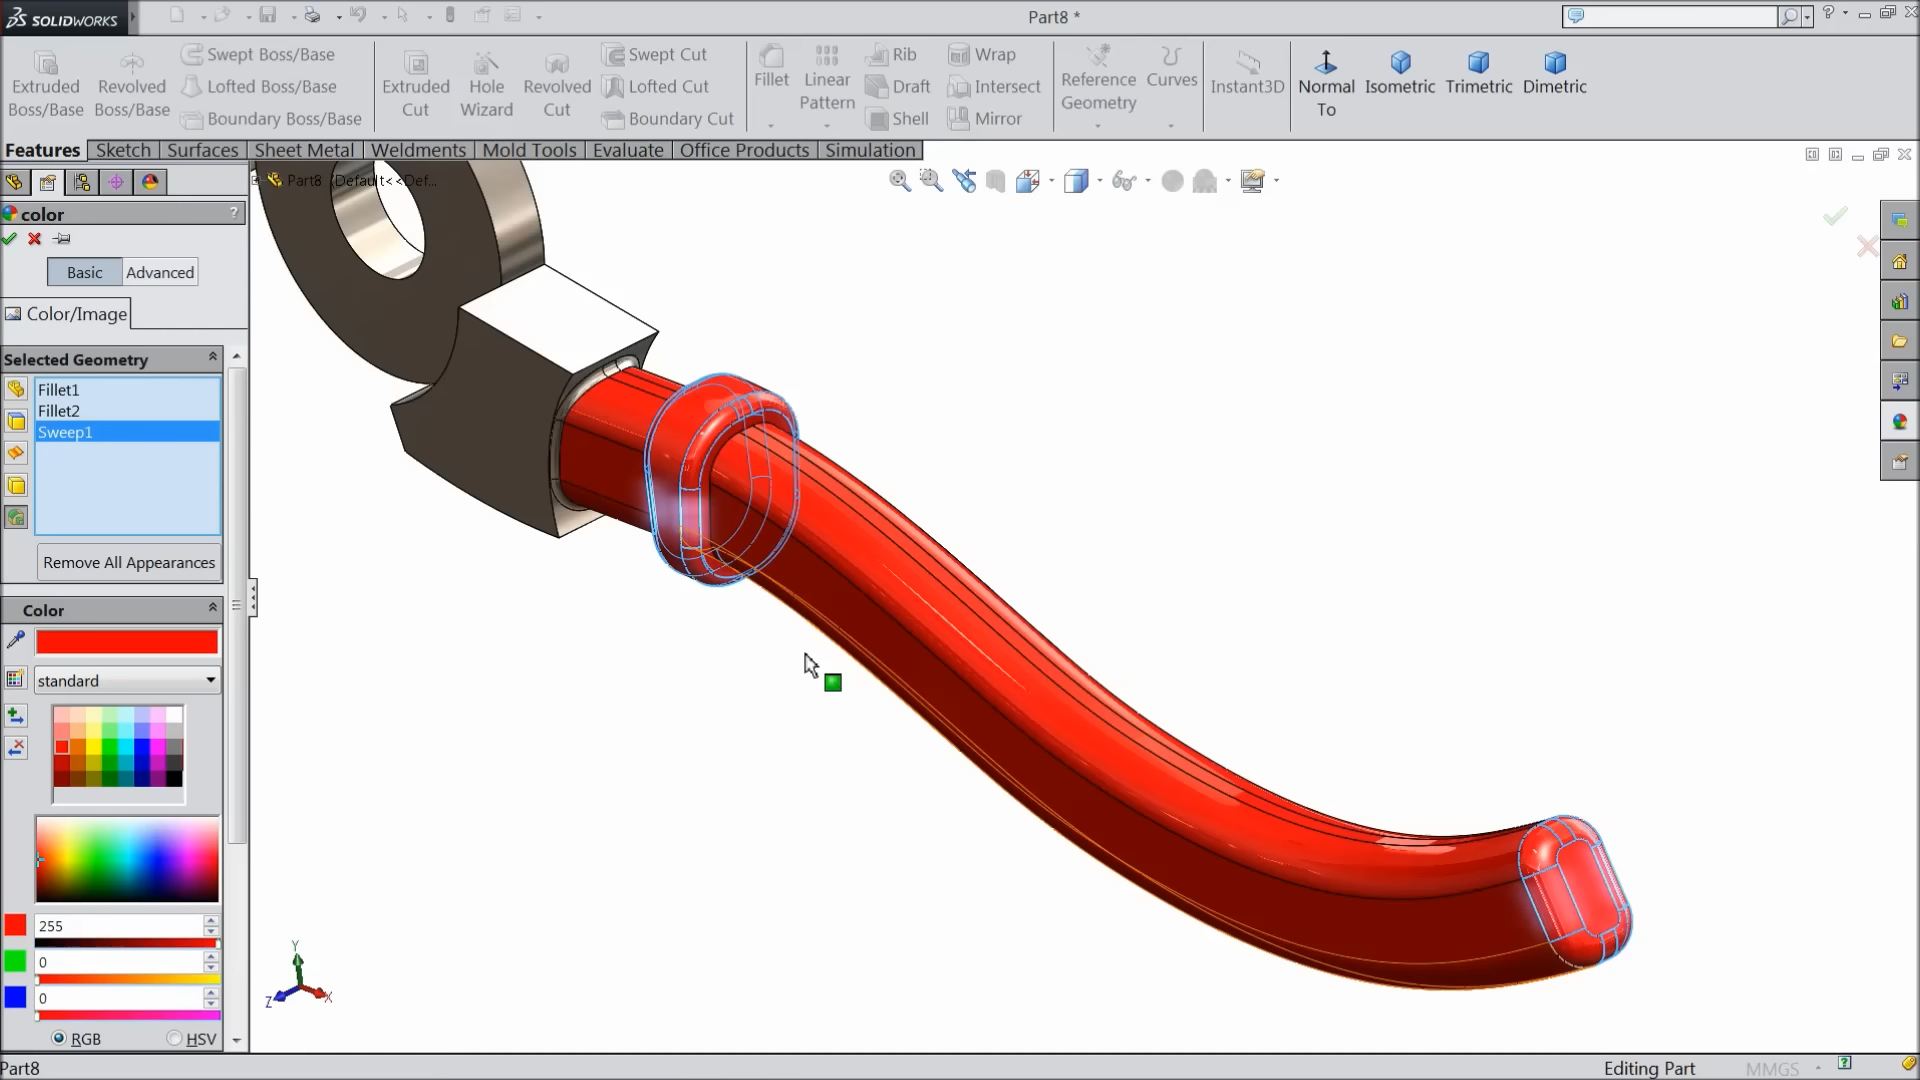 SOLIDWORKS
Part8 *
?
Extruded Boss/Base
Revolved Boss/Base
Swept Boss/Base
Lofted Boss/Base
Boundary Boss/Base
Extruded Cut
Hole Wizard
Revolved Cut
Swept Cut
Lofted Cut
Boundary Cut
Fillet
Linear Pattern
Rib
Draft
Shell
Wrap
Intersect
Mirror
Reference Geometry
Curves
Instant3D
Normal To
Isometric
Trimetric
Dimetric
Features
Sketch
Surfaces
Sheet Metal
Weldments
Mold Tools
Evaluate
Office Products
Simulation
Part8 (Default<<Def...
color
?
Basic
Advanced
Color/Image
Selected Geometry
Fillet1
Fillet2
Sweep1
Remove All Appearances
Color
standard
255
0
0
RGB
HSV
Y
Z
X
Part8
Editing Part
MMGS
?